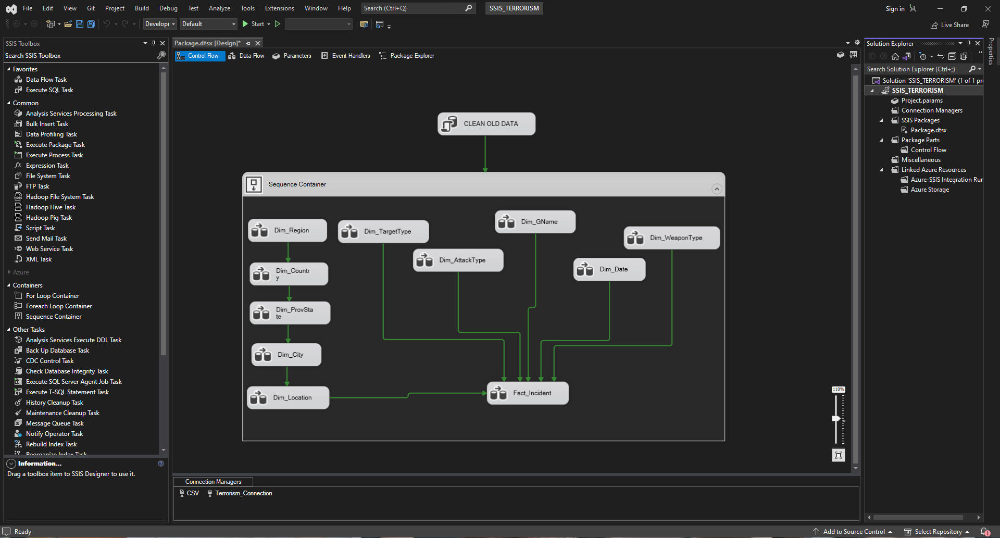 File Edit View Git Project Build Debug Test Analyze Tools Extensions Window Help Search (Ctrl+Q) SSIS_TERRORISM Sign in
Developi Default Start Live Share
SSIS Toolbox
Search SSIS Toolbox
Favorites
Data Flow Task
Execute SQL Task
Common
Analysis Services Processing Task
Bulk Insert Task
Data Profiling Task
Execute Package Task
Execute Process Task
Expression Task
File System Task
FTP Task
Hadoop File System Task
Hadoop Hive Task
Hadoop Pig Task
Script Task
Send Mail Task
Web Service Task
XML Task
Azure
Containers
For Loop Container
Foreach Loop Container
Sequence Container
Other Tasks
Analysis Services Execute DDL Task
Back Up Database Task
CDC Control Task
Check Database Integrity Task
Execute SQL Server Agent Job Task
Execute T-SQL Statement Task
History Cleanup Task
Maintenance Cleanup Task
Message Queue Task
Notify Operator Task
Rebuild Index Task
Reorganize Index Task
Information...
Drag a toolbox item to SSIS Designer to use it.
Package.dtsx [Design]*
Control Flow Data Flow Parameters Event Handlers Package Explorer
CLEAN OLD DATA
Sequence Container
Dim_Region
Dim_TargetType
Dim_GName
Dim_WeaponType
Dim_AttackType
Dim_Date
Dim_Countr
y
Dim_ProvSta
te
Dim_City
Dim_Location
Fact_Incident
110%
Connection Managers
CSV Terrorism_Connection
Solution Explorer
Search Solution Explorer (Ctrl+;)
Solution 'SSIS_TERRORISM' (1 of 1 pr
SSIS_TERRORISM
Project.params
Connection Managers
SSIS Packages
Package.dtsx
Package Parts
Control Flow
Miscellaneous
Linked Azure Resources
Azure-SSIS Integration Run
Azure Storage
Properties
Ready Add to Source Control Select Repository 1